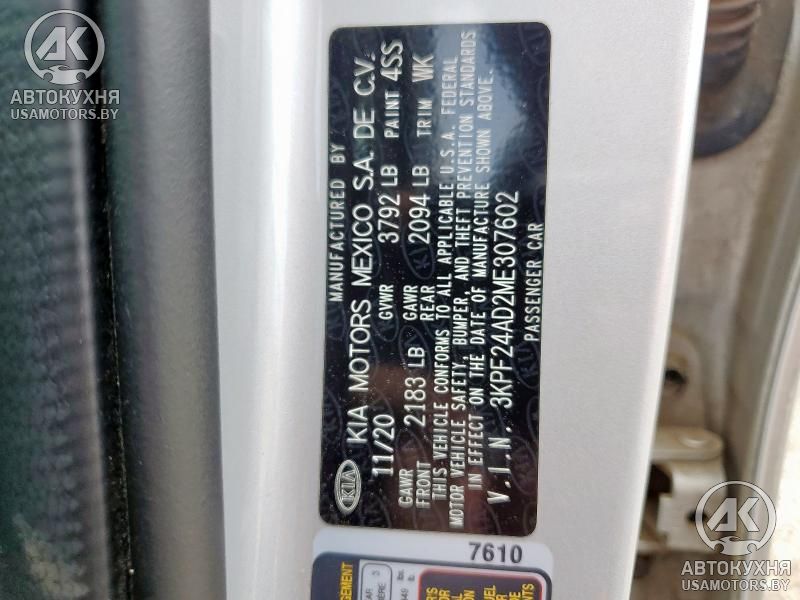 АК
АВТОКУХНЯ
USAMOTORS.BY
MANUFACTURED BY
KIA KIA MOTORS MEXICO S.A. DE C.V.
11/20 GVWR 3792 LB PAINT 4SS
GAWR FRONT 2183 LB GAWR REAR 2094 LB TRIM WK
THIS VEHICLE CONFORMS TO ALL APPLICABLE U.S.A. FEDERAL
MOTOR VEHICLE SAFETY, BUMPER, AND THEFT PREVENTION STANDARDS
IN EFFECT ON THE DATE OF MANUFACTURE SHOWN ABOVE.
V.I.N. 3KPF24AD2ME307602
PASSENGER CAR
7610
АК
АВТОКУХНЯ
USAMOTORS.BY